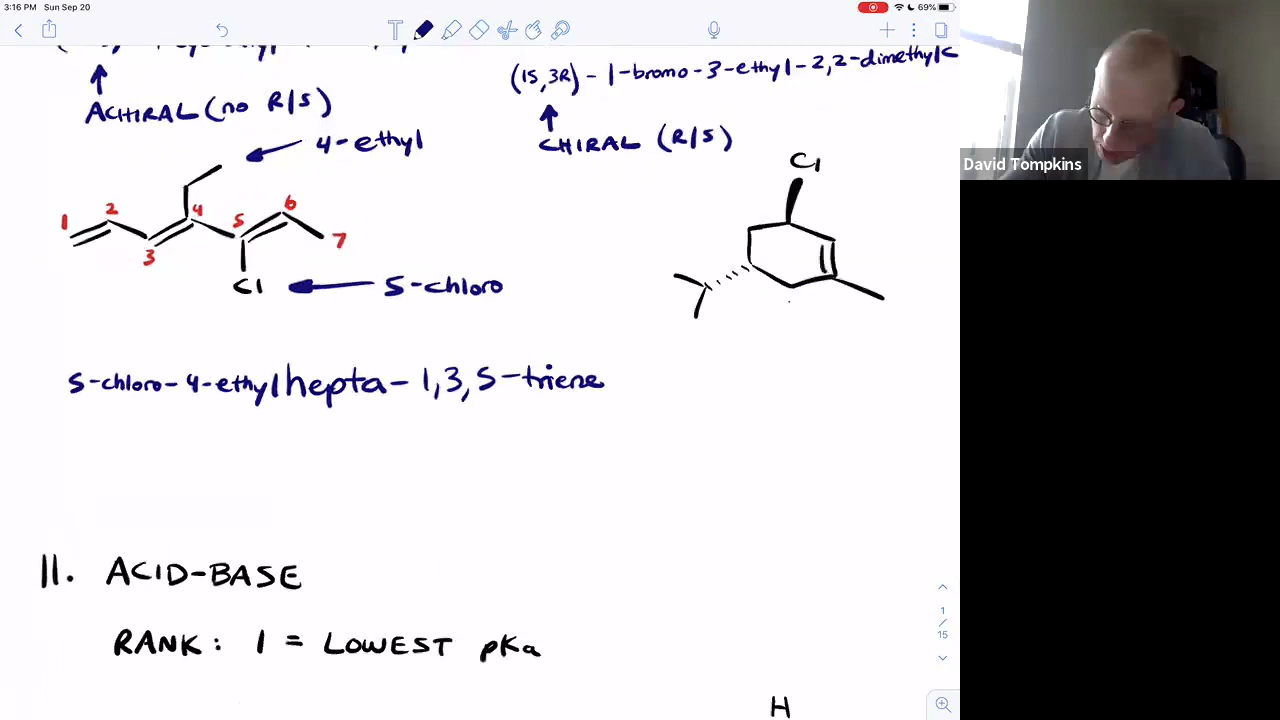 3:16 PM Sun Sep 20
69%
(1S, 3R) - 1-bromo-3-ethyl-2,2-dimethylc
ACHIRAL (no R/S)
CHIRAL (R/S)
4-ethyl
Cl
David Tompkins
1 2 3 4 5 6 7
Cl
5-chloro
5-chloro-4-ethylhepta-1,3,5-triene
II. ACID-BASE
RANK: 1 = LOWEST pKa
H
1
/
15